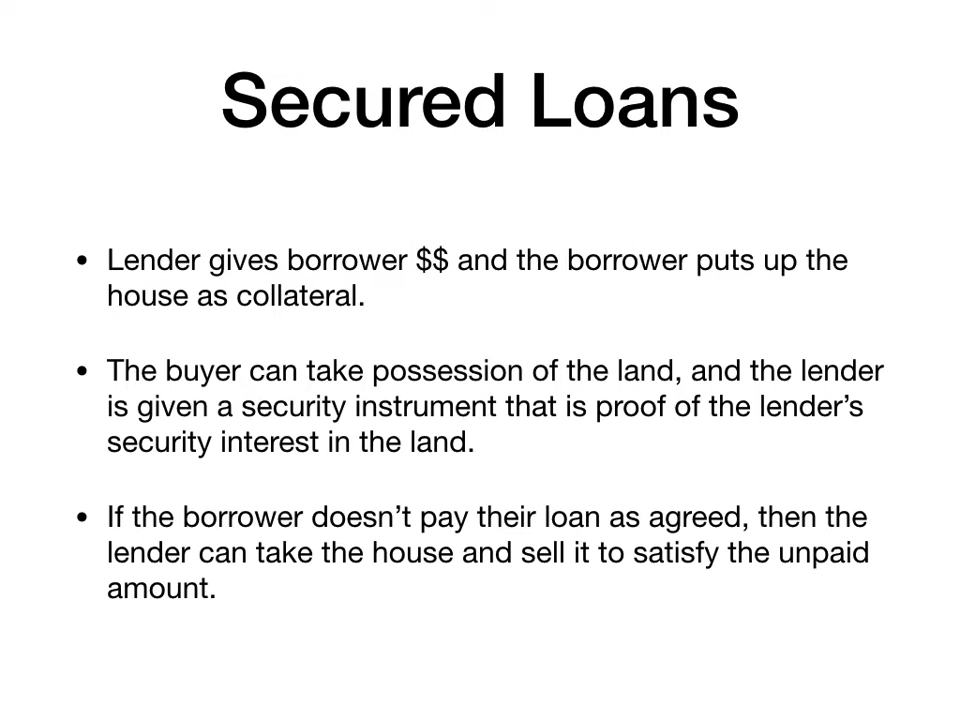 Secured Loans
• Lender gives borrower $$ and the borrower puts up the
house as collateral.
• The buyer can take possession of the land, and the lender
is given a security instrument that is proof of the lender’s
security interest in the land.
• If the borrower doesn’t pay their loan as agreed, then the
lender can take the house and sell it to satisfy the unpaid
amount.